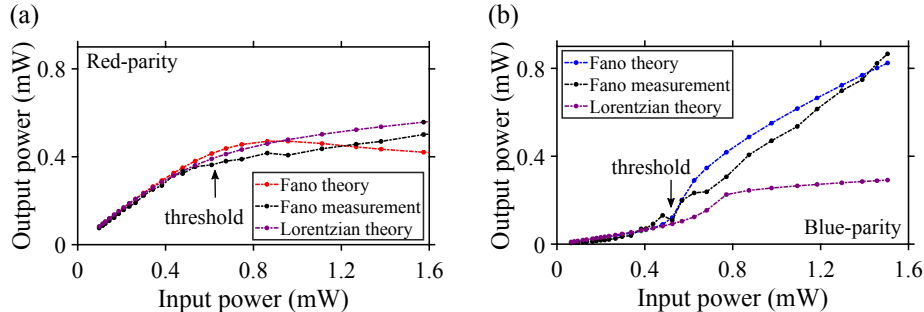 (a)
Output power (mW)
0.8
0.4
0
Red-parity
threshold
Fano theory
Fano measurement
Lorentzian theory
0
0.4
0.8
1.2
1.6
Input power (mW)
(b)
Output power (mW)
0.8
0.4
0
Fano theory
Fano measurement
Lorentzian theory
threshold
Blue-parity
0
0.4
0.8
1.2
1.6
Input power (mW)